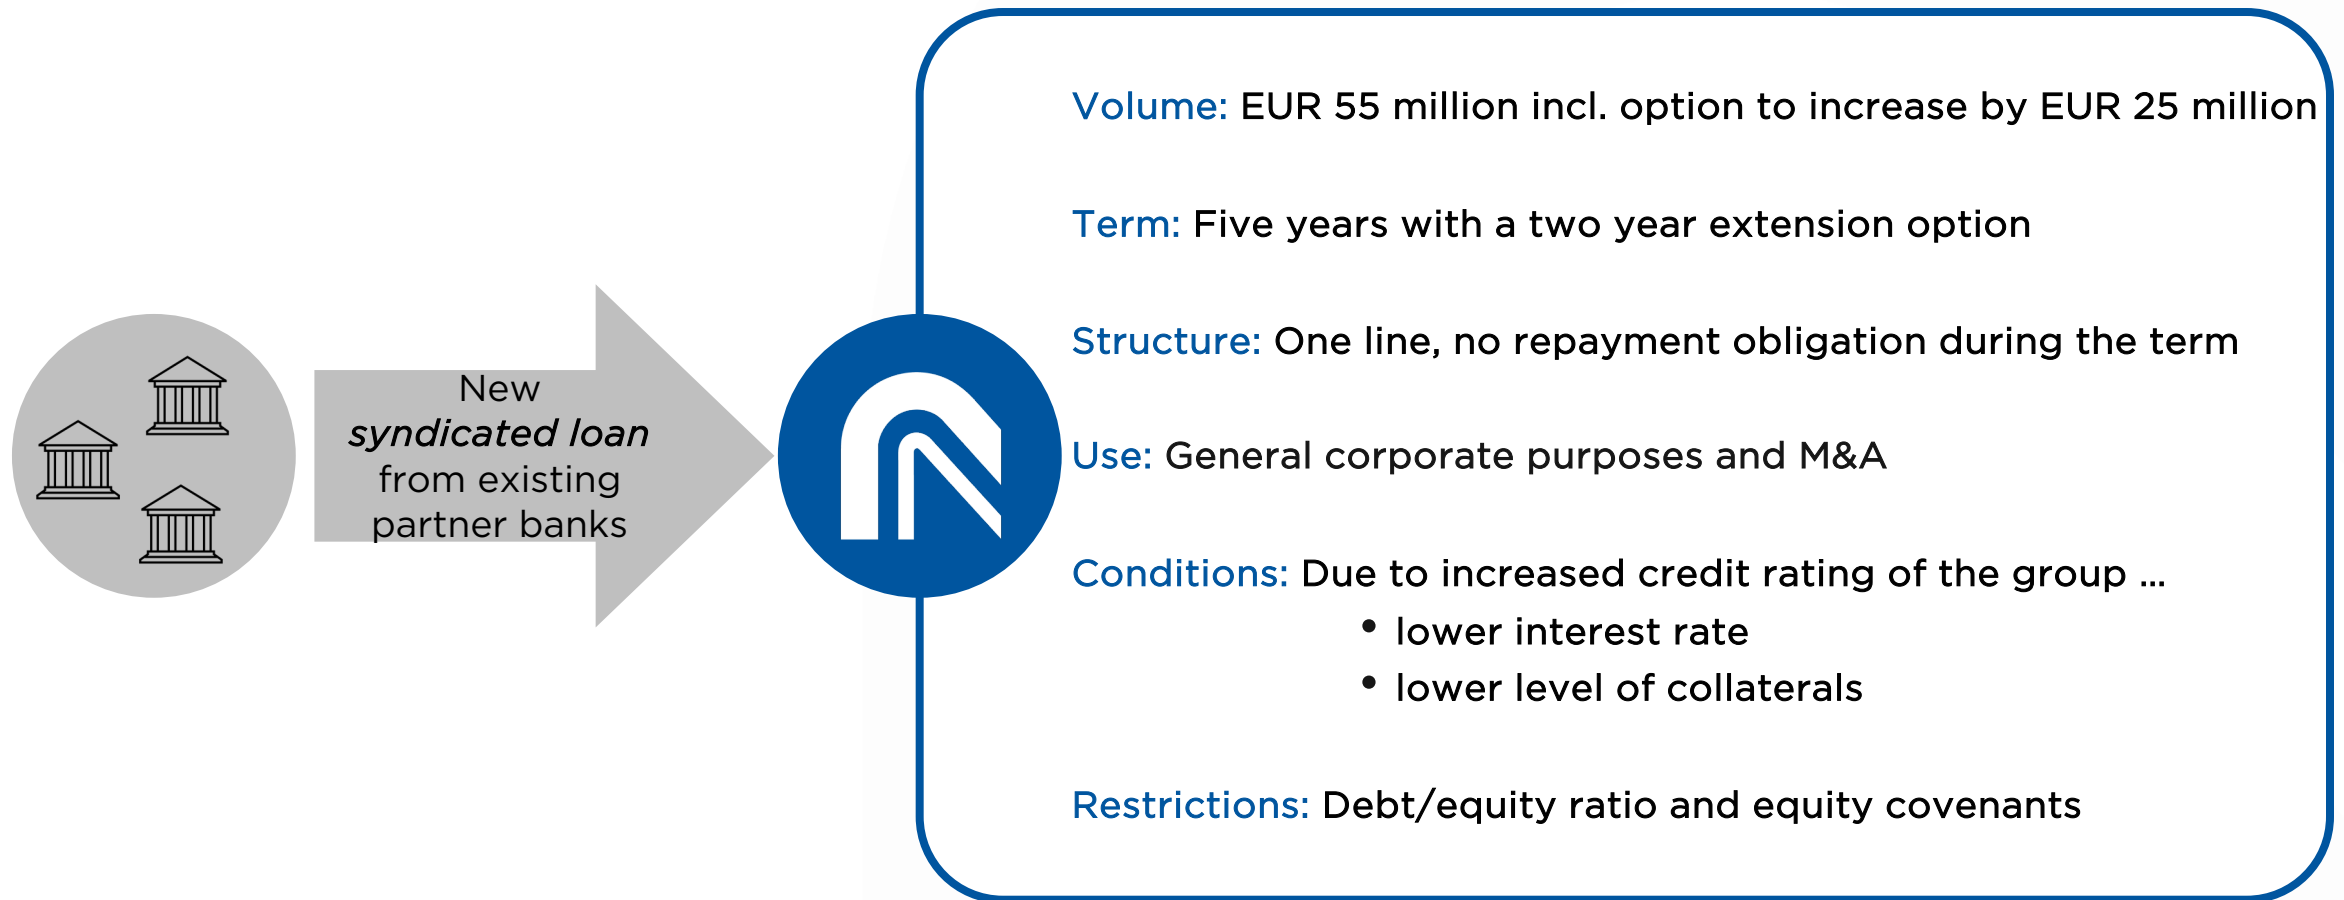 New
syndicated loan
from existing
partner banks
Volume: EUR 55 million incl. option to increase by EUR 25 million
Term: Five years with a two year extension option
Structure: One line, no repayment obligation during the term
Use: General corporate purposes and M&A
Conditions: Due to increased credit rating of the group ...
• lower interest rate
• lower level of collaterals
Restrictions: Debt/equity ratio and equity covenants